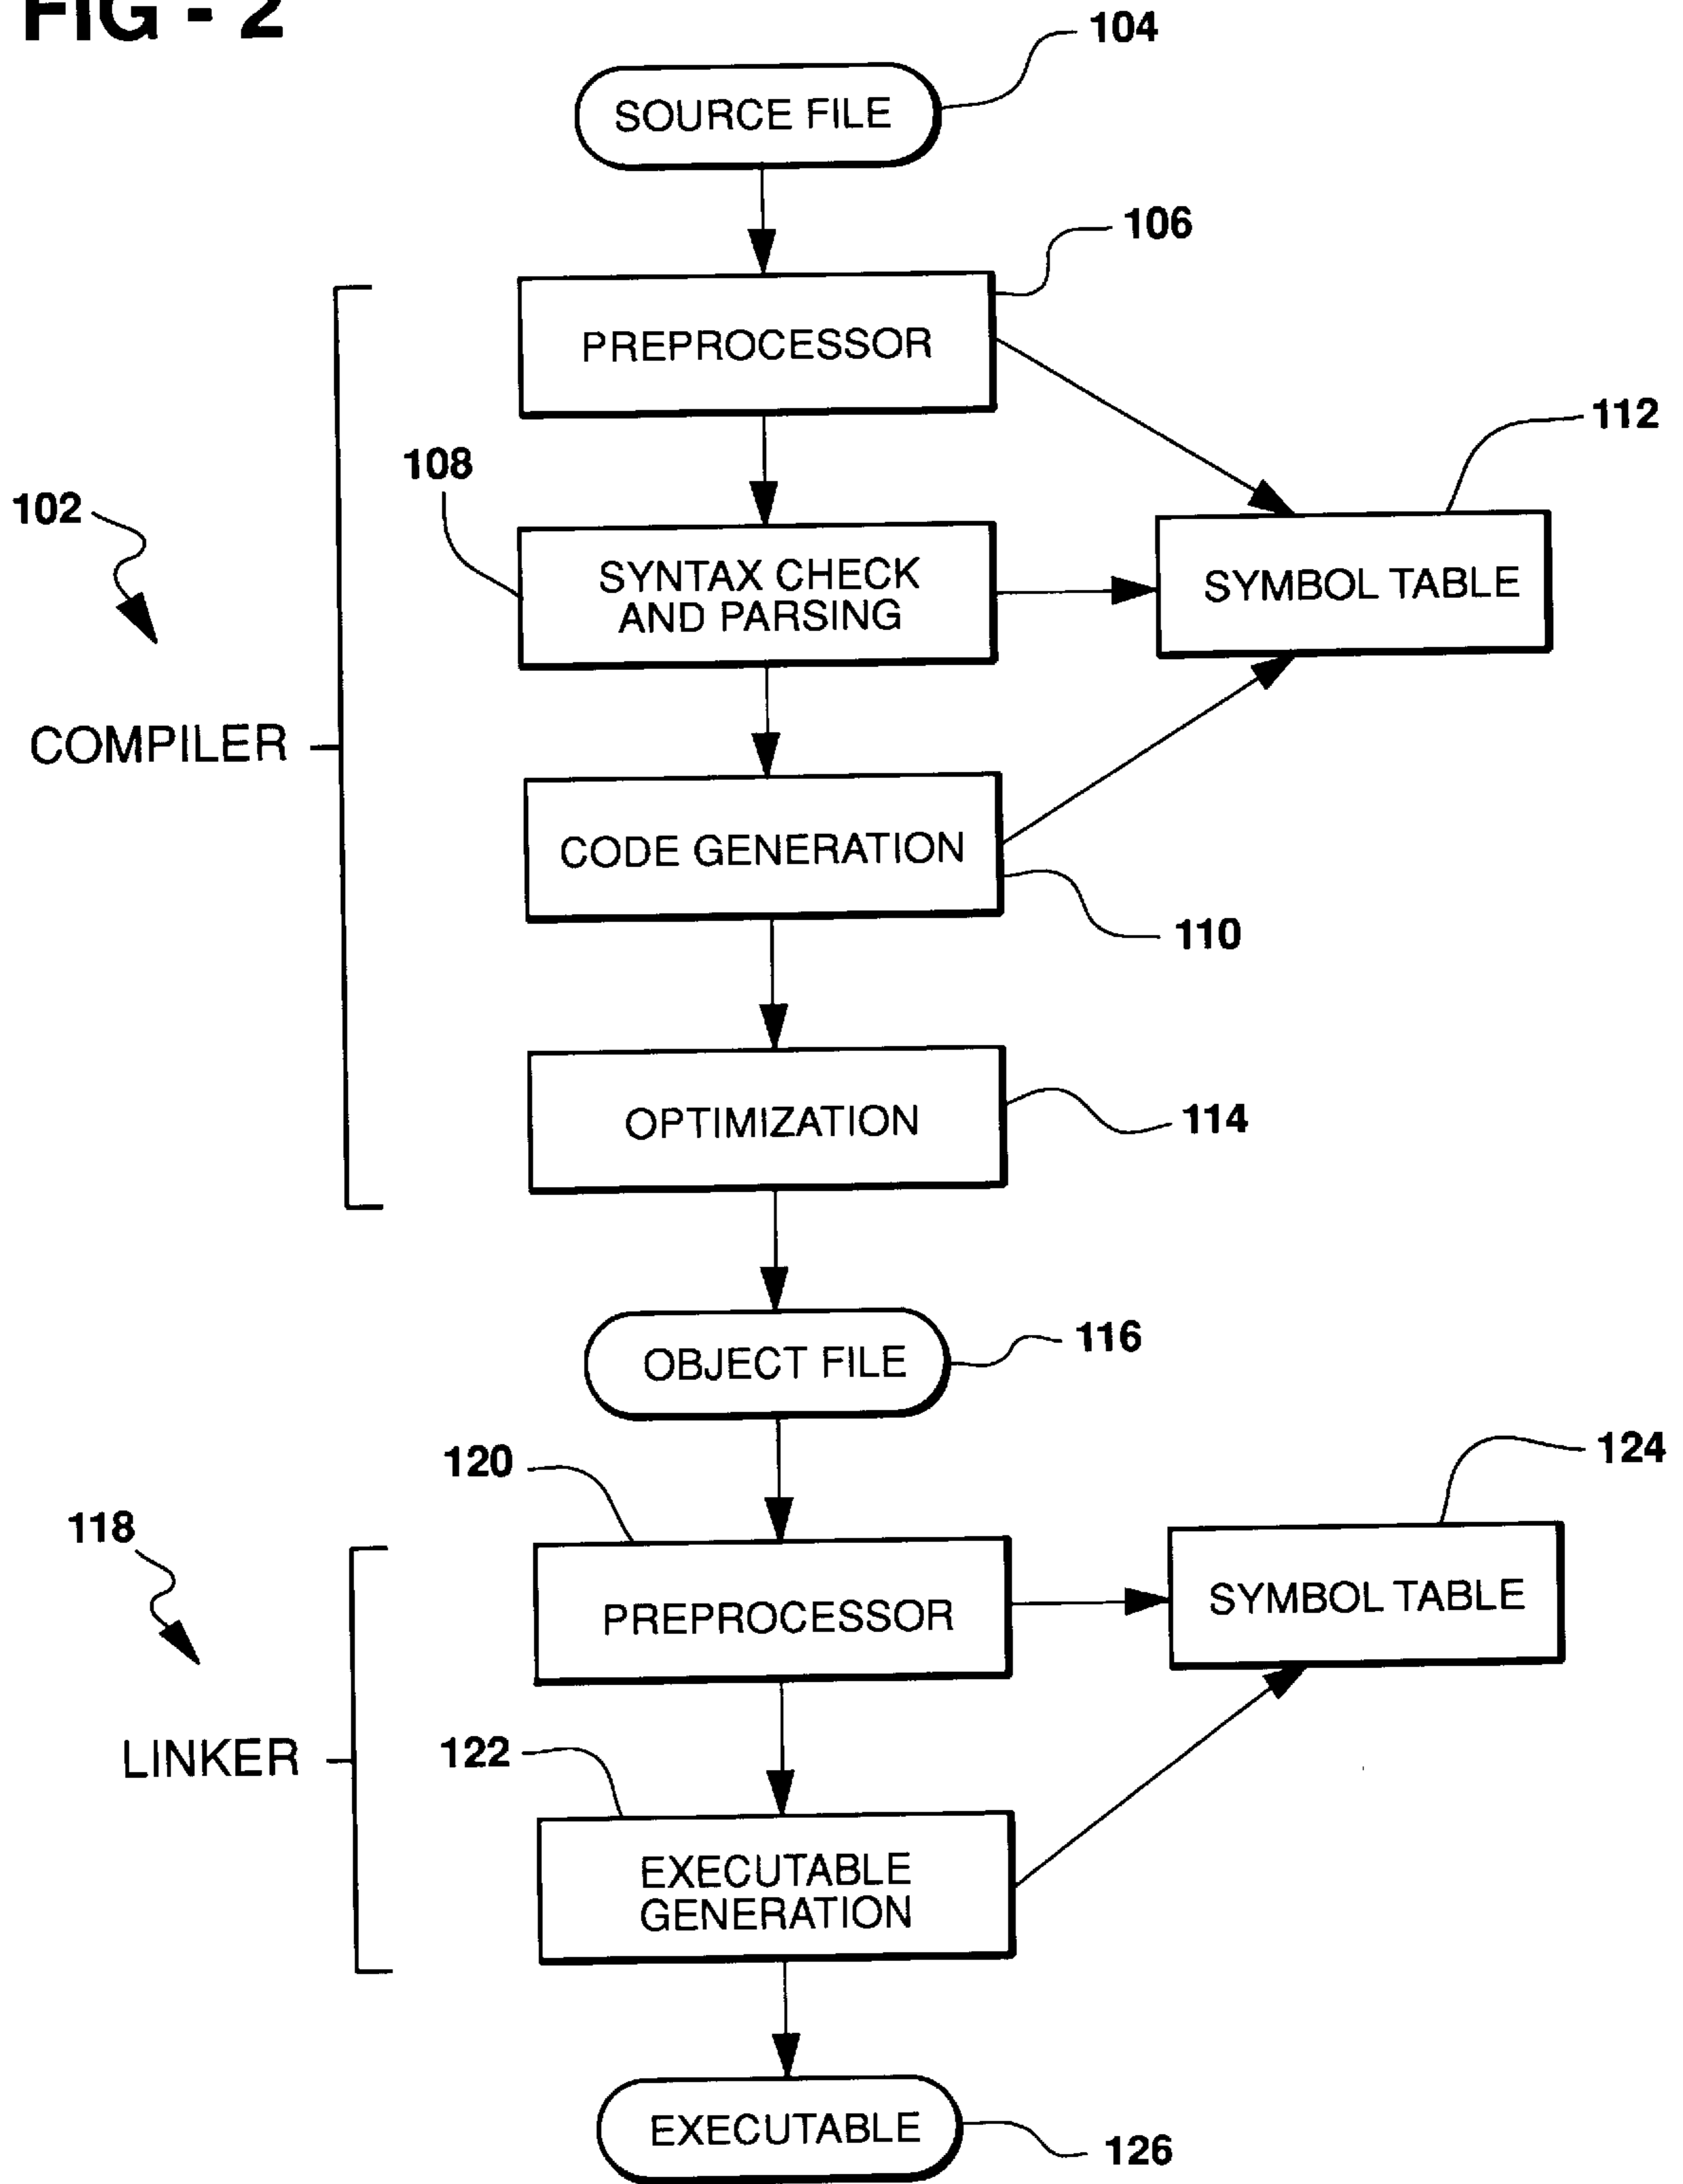 FIG - 2
104
SOURCE FILE
106
PREPROCESSOR
112
108
102
SYNTAX CHECK
AND PARSING
SYMBOL TABLE
COMPILER
CODE GENERATION
110
OPTIMIZATION
114
116
OBJECT FILE
120
124
118
PREPROCESSOR
SYMBOL TABLE
122
LINKER
EXECUTABLE
GENERATION
EXECUTABLE
126